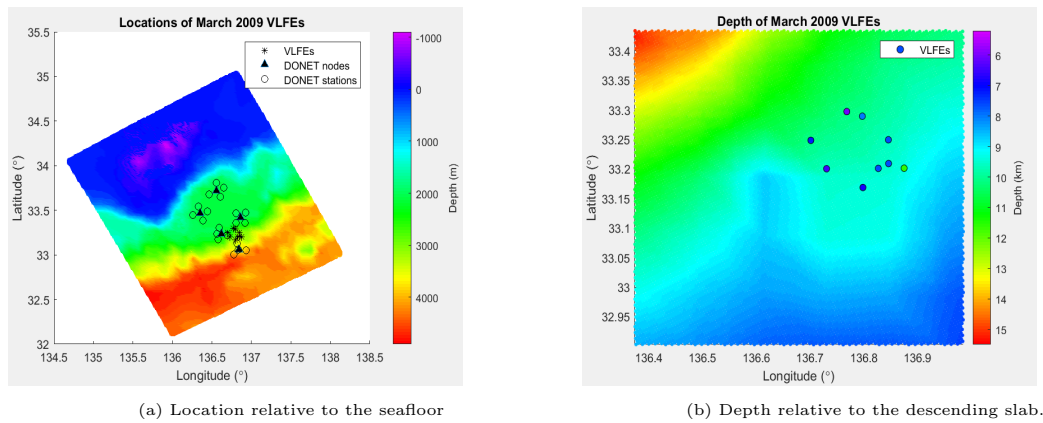 Locations of March 2009 VLFEs
35.5
35
34.5
34
33.5
33
32.5
32
Latitude (°)
134.5 135 135.5 136 136.5 137 137.5 138 138.5
Longitude (°)
VLFEs
DONET nodes
DONET stations
-1000
0
1000
2000
3000
4000
Depth (m)
(a) Location relative to the seafloor
Depth of March 2009 VLFEs
33.4
33.35
33.3
33.25
33.2
33.15
33.1
33.05
33
32.95
Latitude (°)
136.4 136.5 136.6 136.7 136.8 136.9
Longitude (°)
VLFEs
6
7
8
9
10
11
12
13
14
15
Depth (km)
(b) Depth relative to the descending slab.